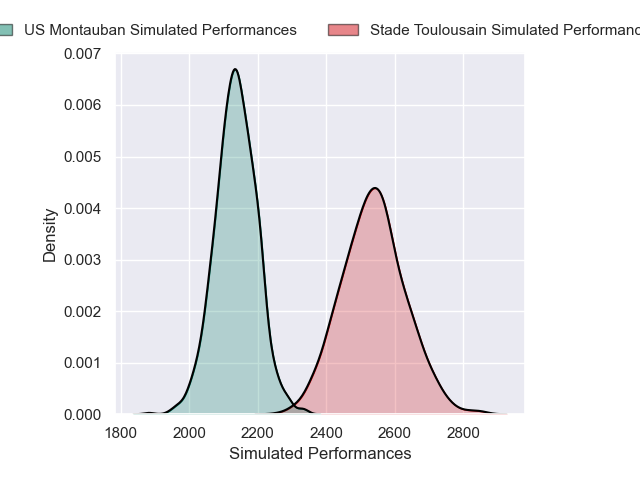 US Montauban Simulated Performances Stade Toulousain Simulated Performanc
0.007
0.006
0.005
0.004
0.003
0.002
0.001
0.000
Density
1800 2000 2200 2400 2600 2800
Simulated Performances